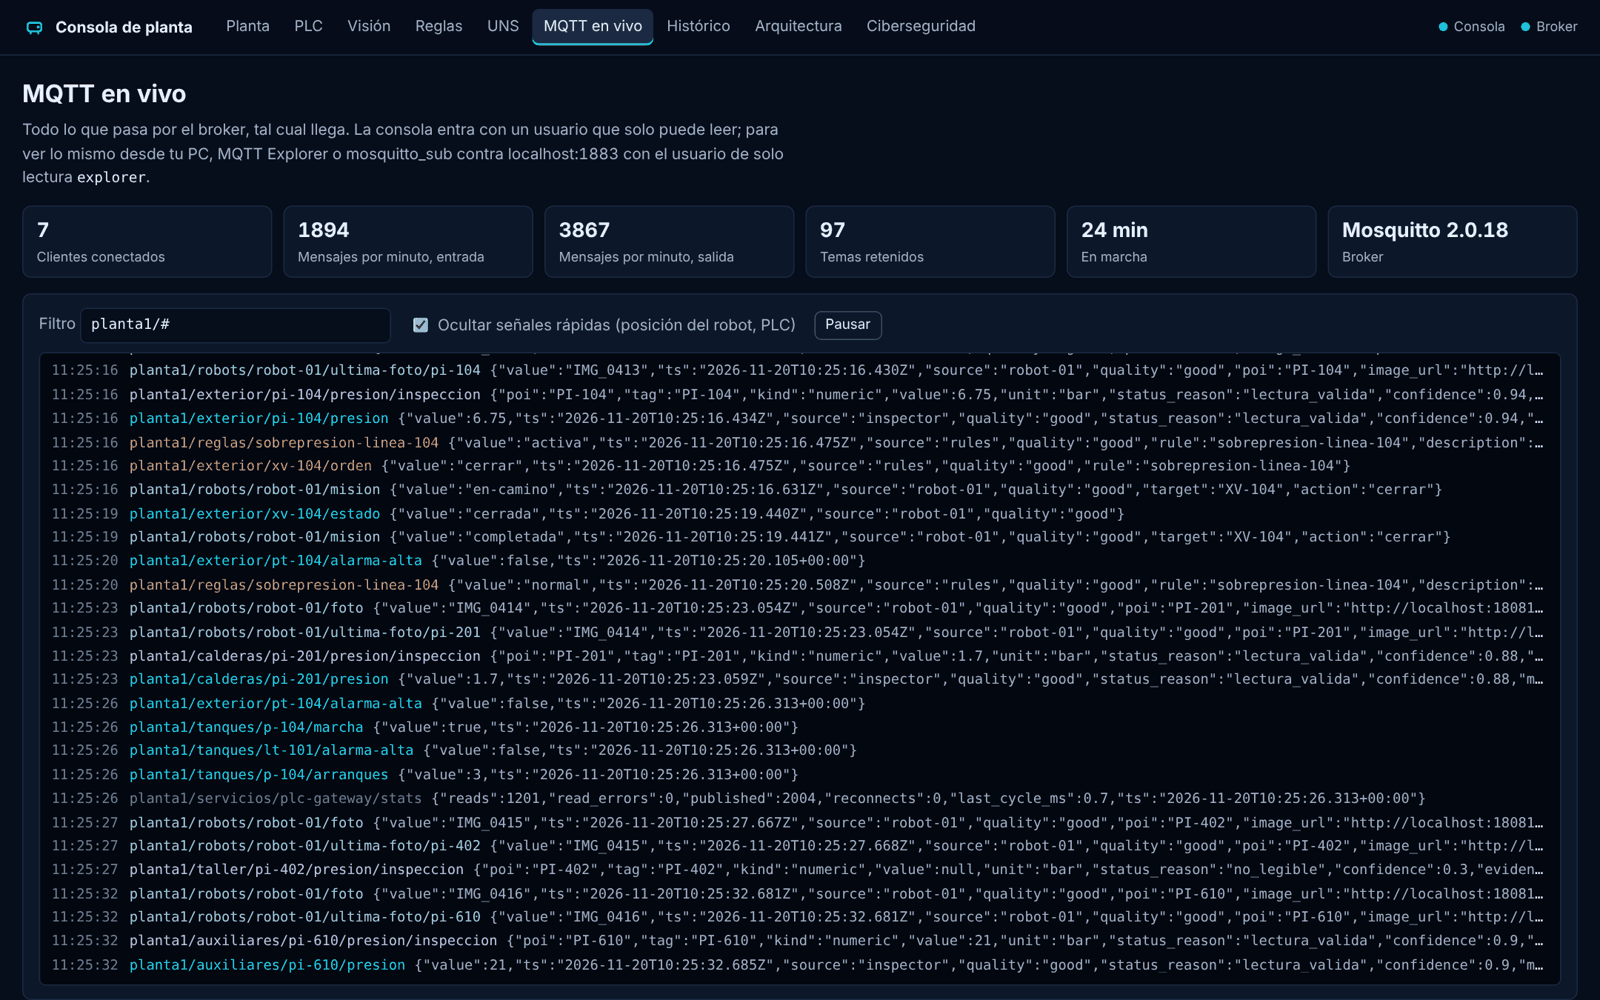 Consola de planta Planta PLC Visión Reglas UNS MQTT en vivo Histórico Arquitectura Ciberseguridad Consola Broker
MQTT en vivo
Todo lo que pasa por el broker, tal cual llega. La consola entra con un usuario que solo puede leer; para
ver lo mismo desde tu PC, MQTT Explorer o mosquitto_sub contra localhost:1883 con el usuario de solo
lectura explorer.
7
Clientes conectados
1894
Mensajes por minuto, entrada
3867
Mensajes por minuto, salida
97
Temas retenidos
24 min
En marcha
Mosquitto 2.0.18
Broker
Filtro planta1/# Ocultar señales rápidas (posición del robot, PLC) Pausar
11:25:16 planta1/robots/robot-01/ultima-foto/pi-104 {"value":"IMG_0413","ts":"2026-11-20T10:25:16.430Z","source":"robot-01","quality":"good","poi":"PI-104","image_url":"http://l…
11:25:16 planta1/exterior/pi-104/presion/inspeccion {"poi":"PI-104","tag":"PI-104","kind":"numeric","value":6.75,"unit":"bar","status_reason":"lectura_valida","confidence":0.94,…
11:25:16 planta1/exterior/pi-104/presion {"value":6.75,"ts":"2026-11-20T10:25:16.434Z","source":"inspector","quality":"good","status_reason":"lectura_valida","confidence":0.94,"…
11:25:16 planta1/reglas/sobrepresion-linea-104 {"value":"activa","ts":"2026-11-20T10:25:16.475Z","source":"rules","quality":"good","rule":"sobrepresion-linea-104","description":…
11:25:16 planta1/exterior/xv-104/orden {"value":"cerrar","ts":"2026-11-20T10:25:16.475Z","source":"rules","quality":"good","rule":"sobrepresion-linea-104"}
11:25:16 planta1/robots/robot-01/mision {"value":"en-camino","ts":"2026-11-20T10:25:16.631Z","source":"robot-01","quality":"good","target":"XV-104","action":"cerrar"}
11:25:19 planta1/exterior/xv-104/estado {"value":"cerrada","ts":"2026-11-20T10:25:19.440Z","source":"robot-01","quality":"good"}
11:25:19 planta1/robots/robot-01/mision {"value":"completada","ts":"2026-11-20T10:25:19.441Z","source":"robot-01","quality":"good","target":"XV-104","action":"cerrar"}
11:25:20 planta1/exterior/pt-104/alarma-alta {"value":false,"ts":"2026-11-20T10:25:20.105+00:00"}
11:25:20 planta1/reglas/sobrepresion-linea-104 {"value":"normal","ts":"2026-11-20T10:25:20.508Z","source":"rules","quality":"good","rule":"sobrepresion-linea-104","description":…
11:25:23 planta1/robots/robot-01/foto {"value":"IMG_0414","ts":"2026-11-20T10:25:23.054Z","source":"robot-01","quality":"good","poi":"PI-201","image_url":"http://localhost:18081…
11:25:23 planta1/robots/robot-01/ultima-foto/pi-201 {"value":"IMG_0414","ts":"2026-11-20T10:25:23.054Z","source":"robot-01","quality":"good","poi":"PI-201","image_url":"http://l…
11:25:23 planta1/calderas/pi-201/presion/inspeccion {"poi":"PI-201","tag":"PI-201","kind":"numeric","value":1.7,"unit":"bar","status_reason":"lectura_valida","confidence":0.88,"…
11:25:23 planta1/calderas/pi-201/presion {"value":1.7,"ts":"2026-11-20T10:25:23.059Z","source":"inspector","quality":"good","status_reason":"lectura_valida","confidence":0.88,"m…
11:25:26 planta1/exterior/pt-104/alarma-alta {"value":false,"ts":"2026-11-20T10:25:26.313+00:00"}
11:25:26 planta1/tanques/p-104/marcha {"value":true,"ts":"2026-11-20T10:25:26.313+00:00"}
11:25:26 planta1/tanques/lt-101/alarma-alta {"value":false,"ts":"2026-11-20T10:25:26.313+00:00"}
11:25:26 planta1/tanques/p-104/arranques {"value":3,"ts":"2026-11-20T10:25:26.313+00:00"}
11:25:26 planta1/servicios/plc-gateway/stats {"reads":1201,"read_errors":0,"published":2004,"reconnects":0,"last_cycle_ms":0.7,"ts":"2026-11-20T10:25:26.313+00:00"}
11:25:27 planta1/robots/robot-01/foto {"value":"IMG_0415","ts":"2026-11-20T10:25:27.667Z","source":"robot-01","quality":"good","poi":"PI-402","image_url":"http://localhost:18081…
11:25:27 planta1/robots/robot-01/ultima-foto/pi-402 {"value":"IMG_0415","ts":"2026-11-20T10:25:27.668Z","source":"robot-01","quality":"good","poi":"PI-402","image_url":"http://l…
11:25:27 planta1/taller/pi-402/presion/inspeccion {"poi":"PI-402","tag":"PI-402","kind":"numeric","value":null,"unit":"bar","status_reason":"no_legible","confidence":0.3,"eviden…
11:25:32 planta1/robots/robot-01/foto {"value":"IMG_0416","ts":"2026-11-20T10:25:32.681Z","source":"robot-01","quality":"good","poi":"PI-610","image_url":"http://localhost:18081…
11:25:32 planta1/robots/robot-01/ultima-foto/pi-610 {"value":"IMG_0416","ts":"2026-11-20T10:25:32.681Z","source":"robot-01","quality":"good","poi":"PI-610","image_url":"http://l…
11:25:32 planta1/auxiliares/pi-610/presion/inspeccion {"poi":"PI-610","tag":"PI-610","kind":"numeric","value":21,"unit":"bar","status_reason":"lectura_valida","confidence":0.9,"…
11:25:32 planta1/auxiliares/pi-610/presion {"value":21,"ts":"2026-11-20T10:25:32.685Z","source":"inspector","quality":"good","status_reason":"lectura_valida","confidence":0.9,"m…